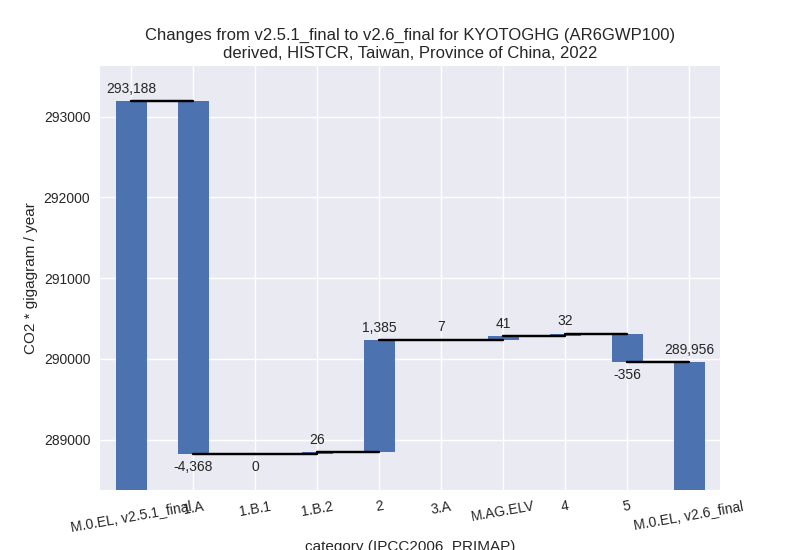 Changes from v2.5.1_final to v2.6_final for KYOTOGHG (AR6GWP100)
derived, HISTCR, Taiwan, Province of China, 2022
CO2 * gigagram / year
293000
292000
291000
290000
289000
293,188
-4,368
0
26
1,385
7
41
32
-356
289,956
M.0.EL, v2.5.1_final
1.A
1.B.1
1.B.2
2
3.A
M.AG.ELV
4
5
M.0.EL, v2.6_final
category (IPCC2006_PRIMAP)